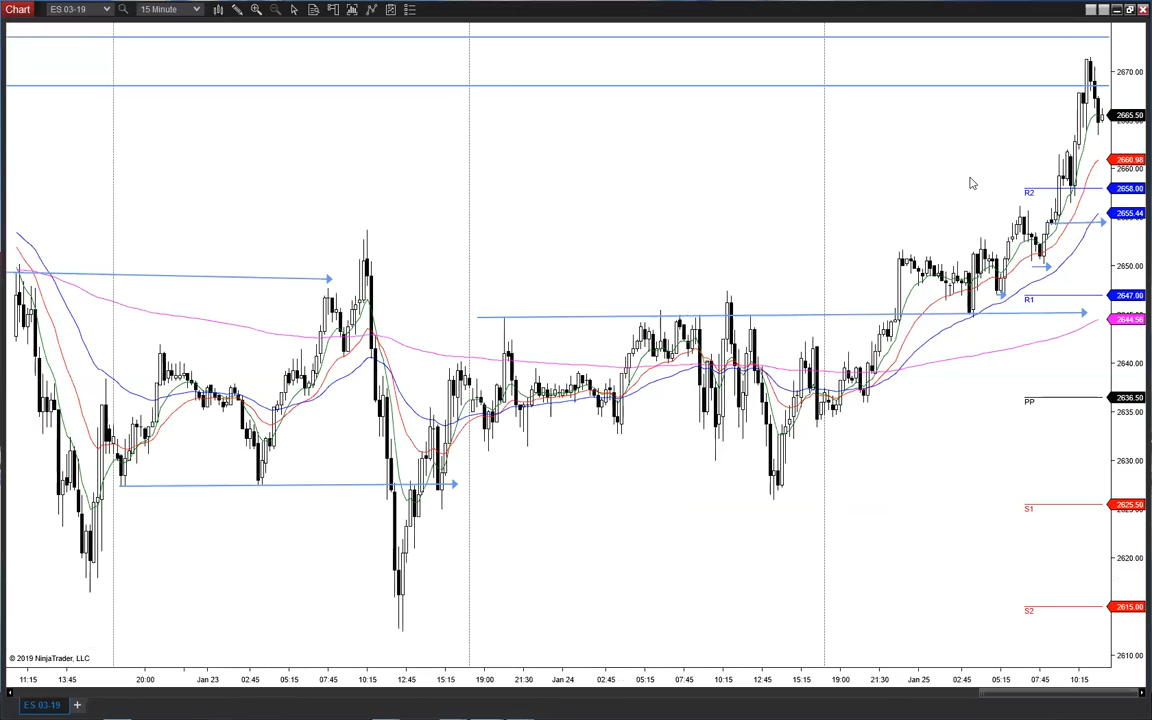 Chart ES 03-19 15 Minute
2670.00
2665.50
2660.98
2660.00
R2 2658.00
2655.44
2650.00
R1 2647.00
2644.56
2640.00
PP 2636.50
2635.00
2630.00
S1 2625.50
2620.00
S2 2615.00
2610.00
© 2019 NinjaTrader, LLC
11:15 13:45 20:00 Jan 23 02:45 05:15 07:45 10:15 12:45 15:15 19:00 Jan 24 02:45 05:15 07:45 10:15 12:45 15:15 19:00 21:30 Jan 25 02:45 05:15 07:45 10:15
ES 03-19 +